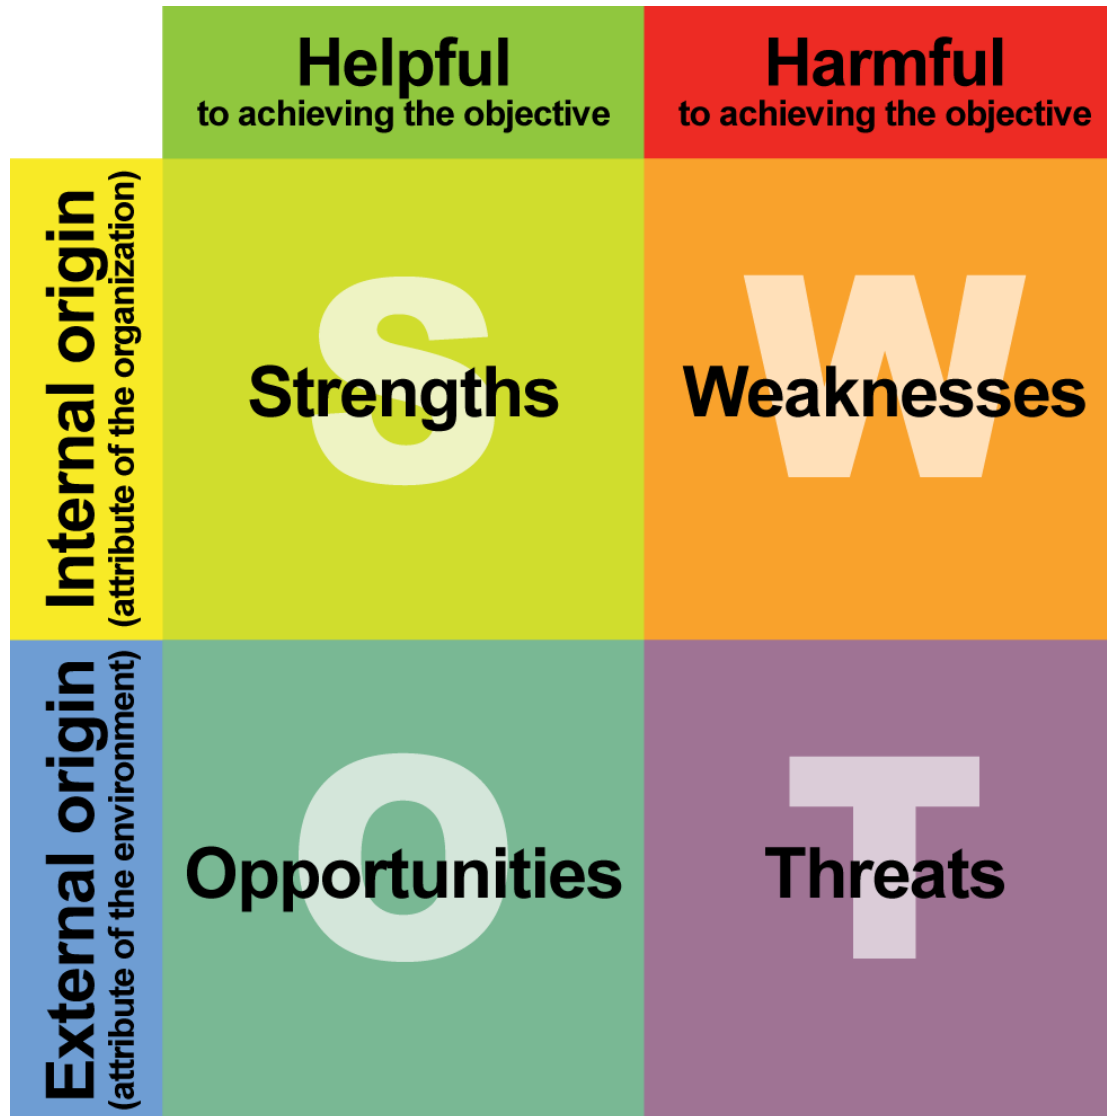 Helpful
to achieving the objective
Harmful
to achieving the objective
Internal origin
(attribute of the organization)
S
Strengths
W
Weaknesses
External origin
(attribute of the environment)
O
Opportunities
T
Threats